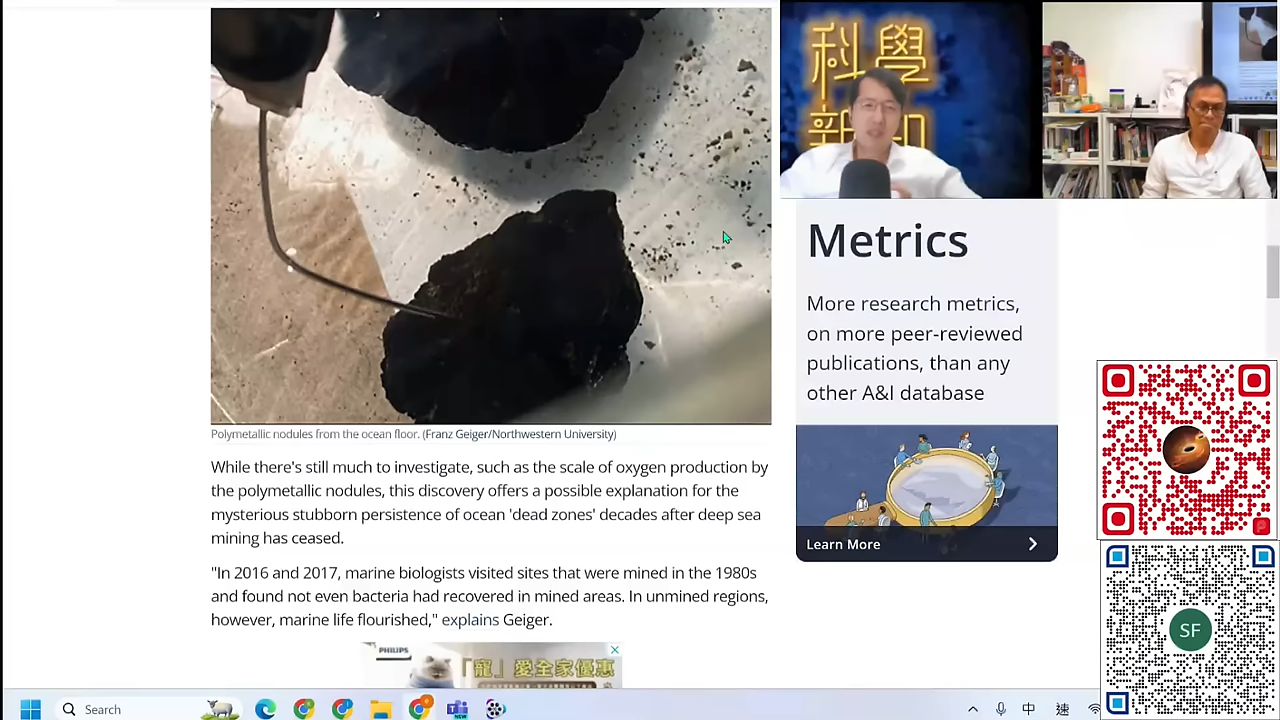 科學
新知
Polymetallic nodules from the ocean floor. (Franz Geiger/Northwestern University)
While there's still much to investigate, such as the scale of oxygen production by
the polymetallic nodules, this discovery offers a possible explanation for the
mysterious stubborn persistence of ocean 'dead zones' decades after deep sea
mining has ceased.
"In 2016 and 2017, marine biologists visited sites that were mined in the 1980s
and found not even bacteria had recovered in mined areas. In unmined regions,
however, marine life flourished," explains Geiger.
Metrics
More research metrics,
on more peer-reviewed
publications, than any
other A&I database
Learn More
SF
PHILIPS
「寵」愛全家優惠
Search
中
速